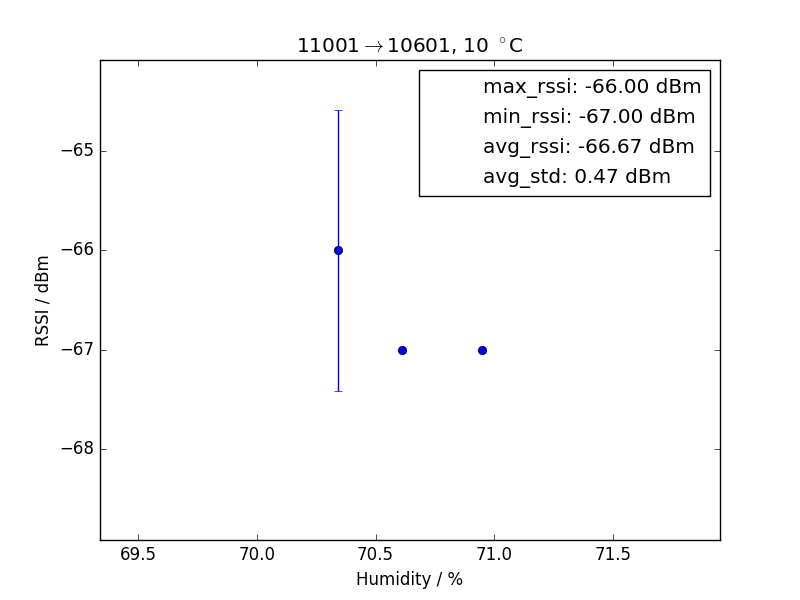 11001→10601, 10 °C
max_rssi: -66.00 dBm
min_rssi: -67.00 dBm
avg_rssi: -66.67 dBm
avg_std: 0.47 dBm
RSSI / dBm
−65
−66
−67
−68
69.5 70.0 70.5 71.0 71.5
Humidity / %